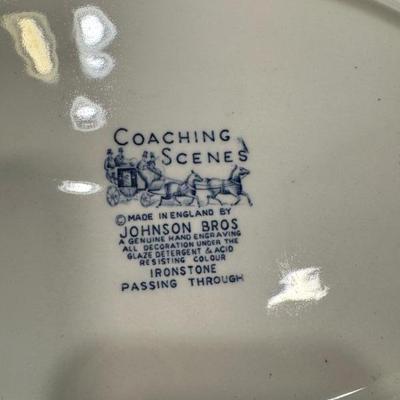 COACHING
SCENES
© MADE IN ENGLAND BY
JOHNSON BROS
A GENUINE HAND ENGRAVING
ALL DECORATION UNDER THE
GLAZE DETERGENT & ACID
RESISTING COLOUR
IRONSTONE
PASSING THROUGH